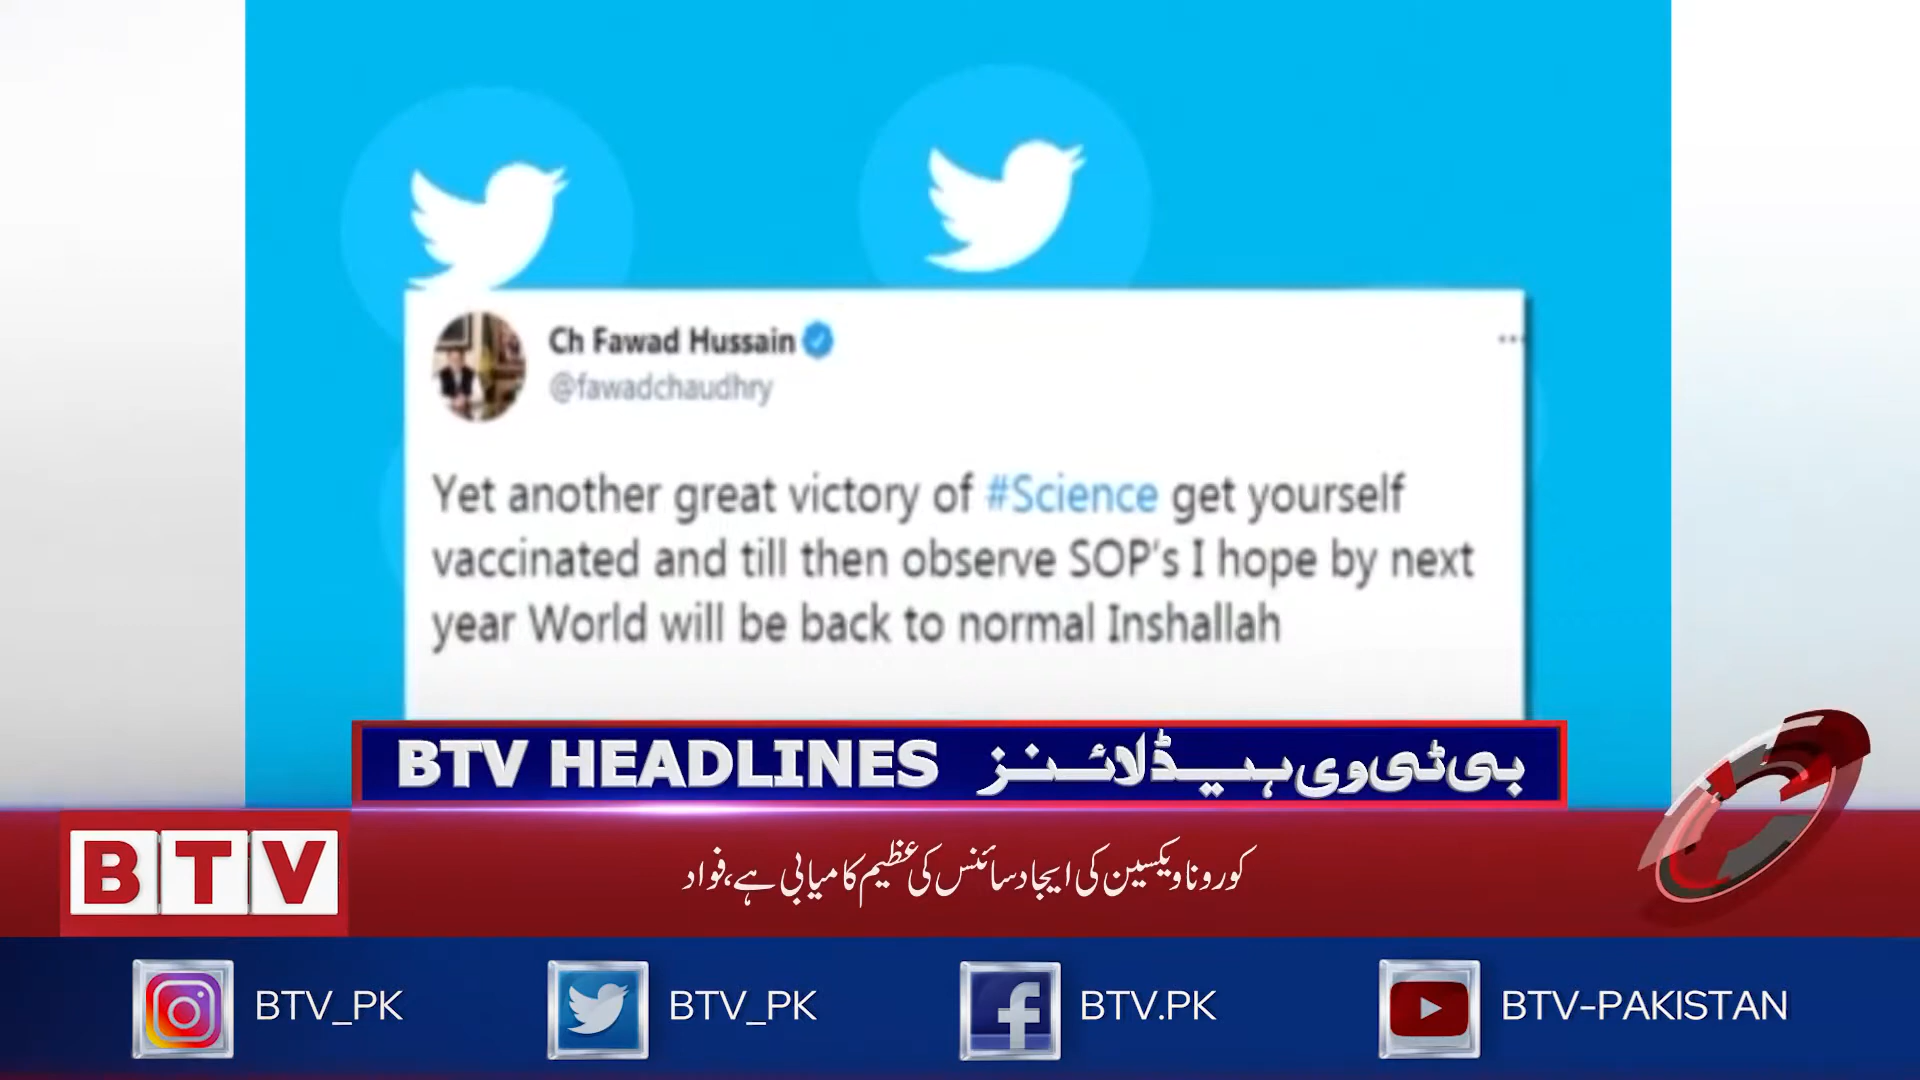 Ch Fawad Hussain
@fawadchaudhry
Yet another great victory of #Science get yourself
vaccinated and till then observe SOP's I hope by next
year World will be back to normal Inshallah
BTV HEADLINES بی ٹی وی ہیڈ لائنز
BTV
کورونا ویکسین کی ایجاد سائنس کی عظیم کامیابی ہے، فواد
BTV_PK
BTV_PK
BTV.PK
BTV-PAKISTAN